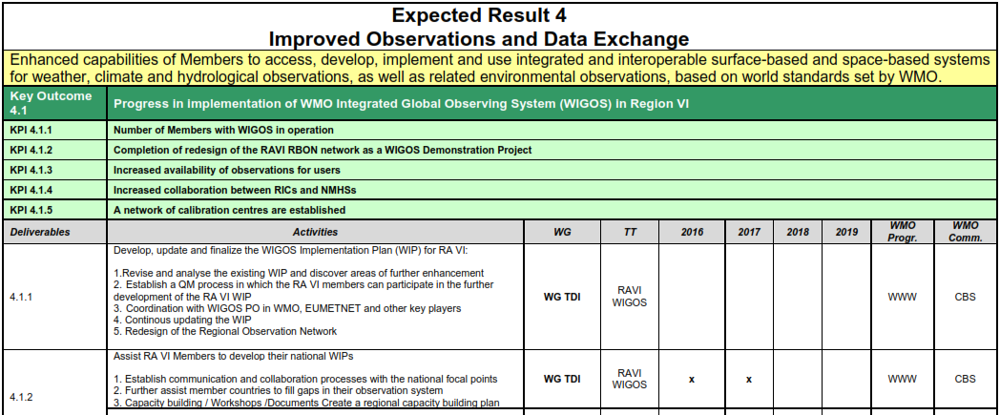 Expected Result 4
Improved Observations and Data Exchange
Enhanced capabilities of Members to access, develop, implement and use integrated and interoperable surface-based and space-based systems
for weather, climate and hydrological observations, as well as related environmental observations, based on world standards set by WMO.
Key Outcome
4.1
Progress in implementation of WMO Integrated Global Observing System (WIGOS) in Region VI
KPI 4.1.1 Number of Members with WIGOS in operation
KPI 4.1.2 Completion of redesign of the RAVI RBON network as a WIGOS Demonstration Project
KPI 4.1.3 Increased availability of observations for users
KPI 4.1.4 Increased collaboration between RICs and NMHSs
KPI 4.1.5 A network of calibration centres are established
Deliverables Activities WG TT 2016 2017 2018 2019 WMO Progr. WMO Comm.
4.1.1
Develop, update and finalize the WIGOS Implementation Plan (WIP) for RA VI:
1.Revise and analyse the existing WIP and discover areas of further enhancement
2. Establish a QM process in which the RA VI members can participate in the further
development of the RA VI WIP
3. Coordination with WIGOS PO in WMO, EUMETNET and other key players
4. Continous updating the WIP
5. Redesign of the Regional Observation Network
WG TDI
RAVI
WIGOS
WWW
CBS
4.1.2
Assist RA VI Members to develop their national WIPs
1. Establish communication and collaboration processes with the national focal points
2. Further assist member countries to fill gaps in their observation system
3. Capacity building / Workshops /Documents Create a regional capacity building plan
WG TDI
RAVI
WIGOS
x
x
WWW
CBS